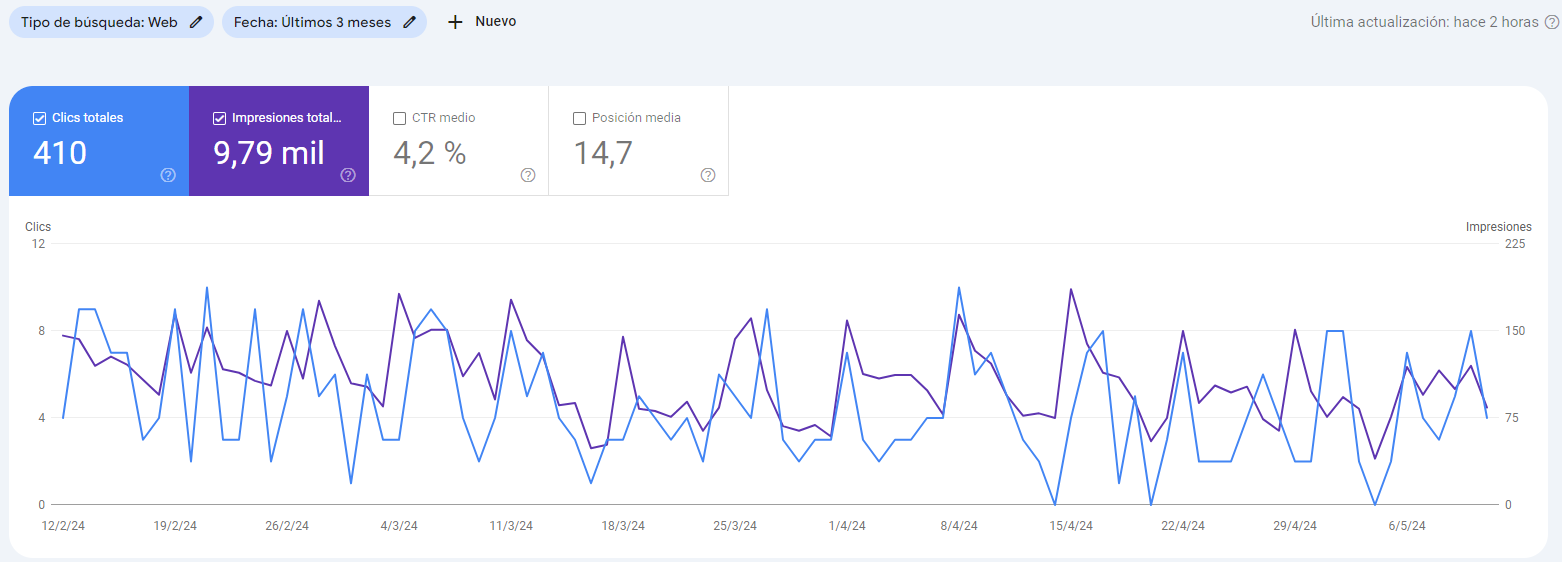 Tipo de búsqueda: Web
Fecha: Últimos 3 meses
Nuevo
Última actualización: hace 2 horas
Clics totales
410
Impresiones total...
9,79 mil
CTR medio
4,2 %
Posición media
14,7
Clics
Impresiones
12
225
8
150
4
75
0
0
12/2/24 19/2/24 26/2/24 4/3/24 11/3/24 18/3/24 25/3/24 1/4/24 8/4/24 15/4/24 22/4/24 29/4/24 6/5/24